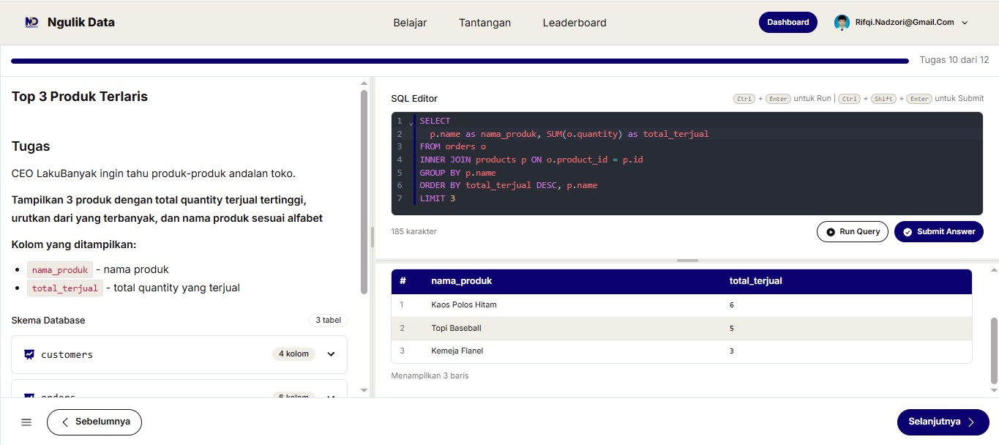 Ngulik Data
Belajar
Tantangan
Leaderboard
Dashboard
Rifqi.Nadzori@Gmail.Com
Tugas 10 dari 12
Top 3 Produk Terlaris
Tugas
CEO LakuBanyak ingin tahu produk-produk andalan toko.
Tampilkan 3 produk dengan total quantity terjual tertinggi,
urutkan dari yang terbanyak, dan nama produk sesuai alfabet
Kolom yang ditampilkan:
• nama_produk - nama produk
• total_terjual - total quantity yang terjual
Skema Database 3 tabel
customers 4 kolom
orders 6 kolom
Sebelumnya
SQL Editor
Ctrl + Enter untuk Run | Ctrl + Shift + Enter untuk Submit
1 SELECT
2 p.name as nama_produk, SUM(o.quantity) as total_terjual
3 FROM orders o
4 INNER JOIN products p ON o.product_id = p.id
5 GROUP BY p.name
6 ORDER BY total_terjual DESC, p.name
7 LIMIT 3
185 karakter
Run Query
Submit Answer
# nama_produk total_terjual
1 Kaos Polos Hitam 6
2 Topi Baseball 5
3 Kemeja Flanel 3
Menampilkan 3 baris
Selanjutnya